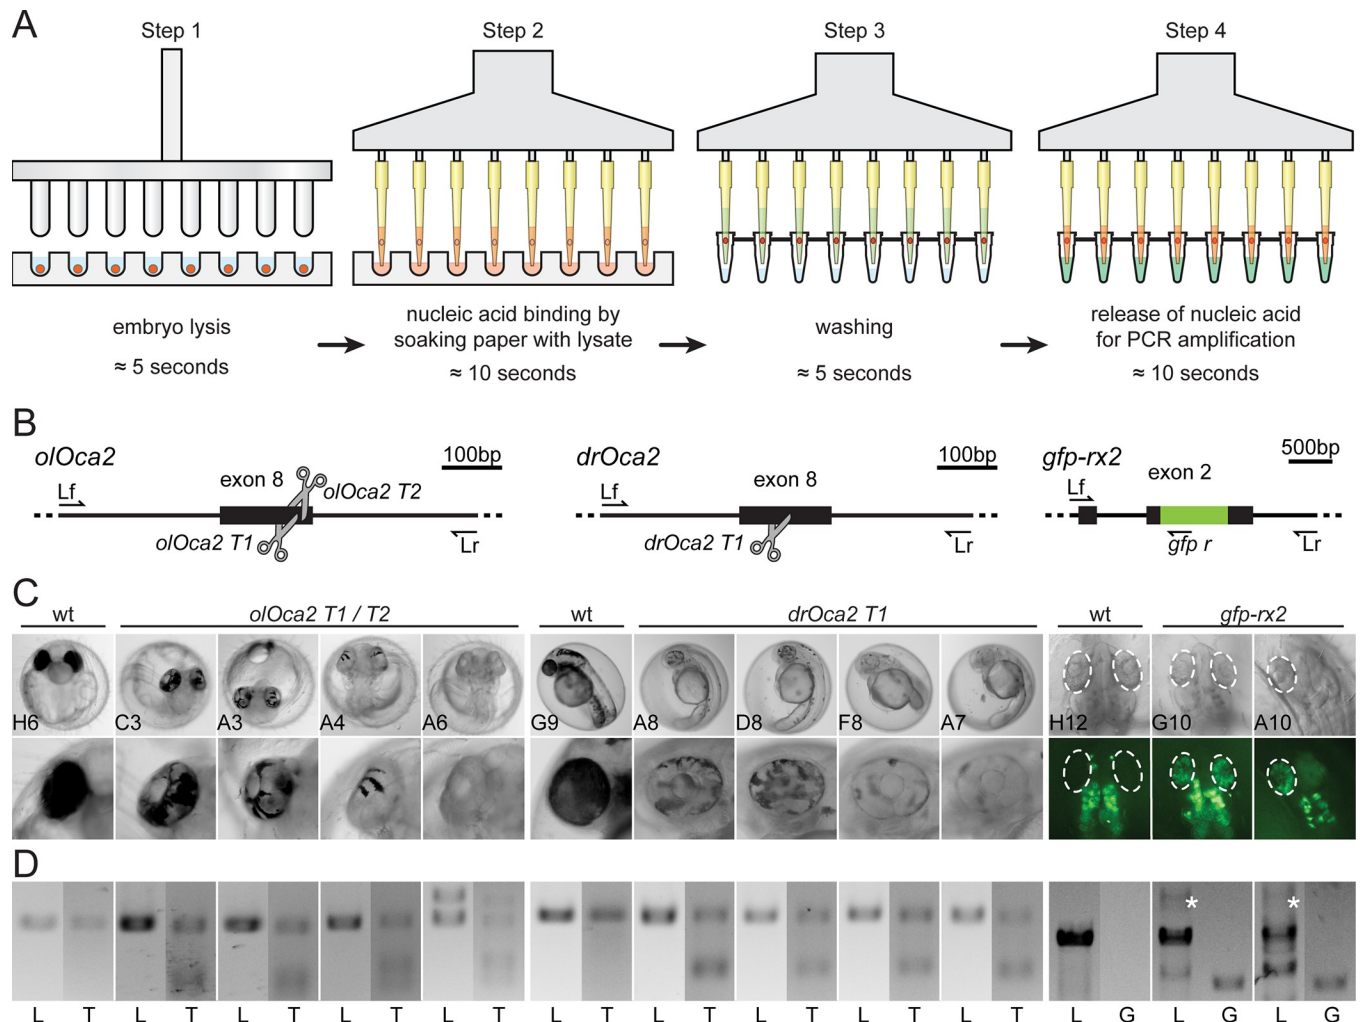 A
Step 1
Step 2
Step 3
Step 4
embryo lysis
≈ 5 seconds
nucleic acid binding by
soaking paper with lysate
≈ 10 seconds
washing
≈ 5 seconds
release of nucleic acid
for PCR amplification
≈ 10 seconds
B
olOca2
exon 8
100bp
Lf
olOca2 T2
olOca2 T1
Lr
drOca2
exon 8
100bp
Lf
drOca2 T1
Lr
gfp-rx2
exon 2
500bp
Lf
gfp r
Lr
C
wt
olOca2 T1 / T2
wt
drOca2 T1
wt
gfp-rx2
H6
C3
A3
A4
A6
G9
A8
D8
F8
A7
H12
G10
A10
D
* *
L T L T L T L T L T L T L T L T L T L T L G L G L G